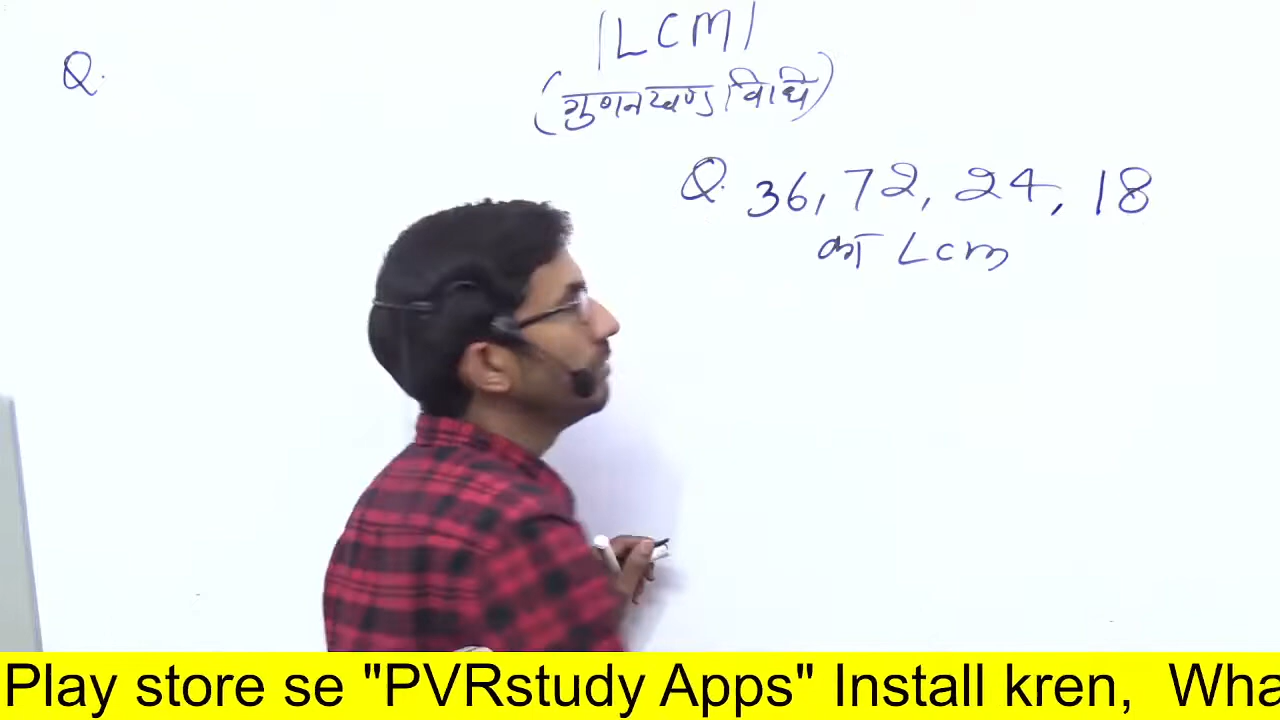 |LCM|
(गुणनखण्ड विधि)
Q.
Q. 36, 72, 24, 18
का Lcm
Play store se "PVRstudy Apps" Install kren, Wha